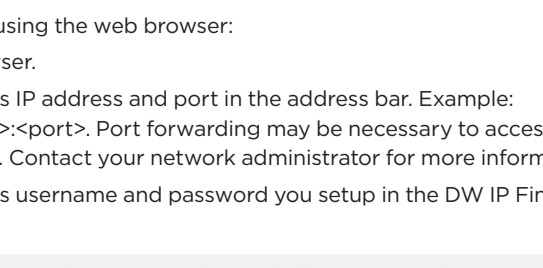 using the web browser:
ser.
s IP address and port in the address bar. Example:
>:<port>. Port forwarding may be necessary to acces
. Contact your network administrator for more inform
s username and password you setup in the DW IP Fin